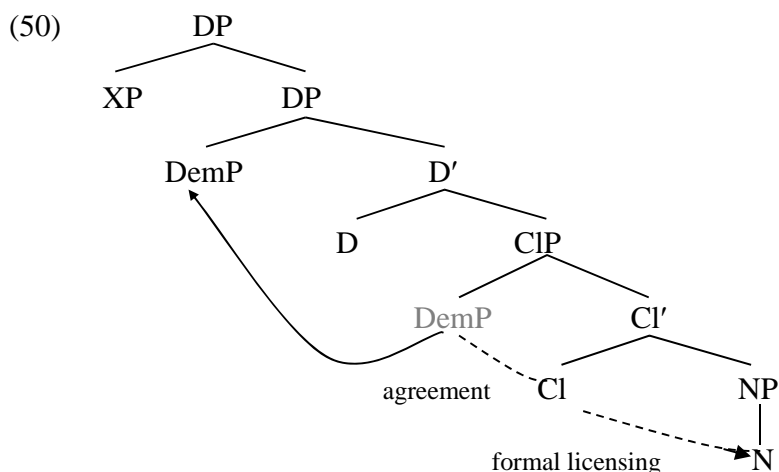 (50) DP
XP DP
DemP D′
D ClP
DemP Cl′
agreement Cl NP
formal licensing N